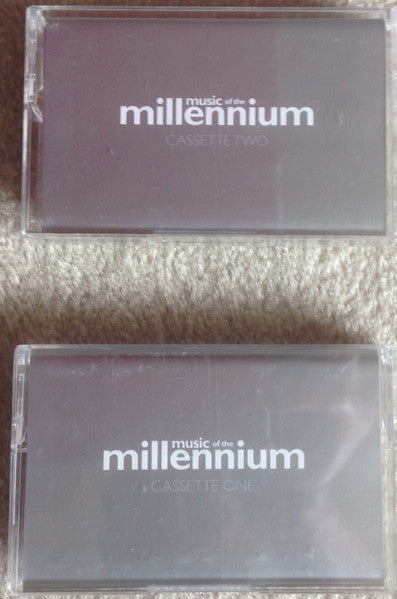 music of the
millennium
CASSETTE TWO
music of the
millennium
CASSETTE ONE